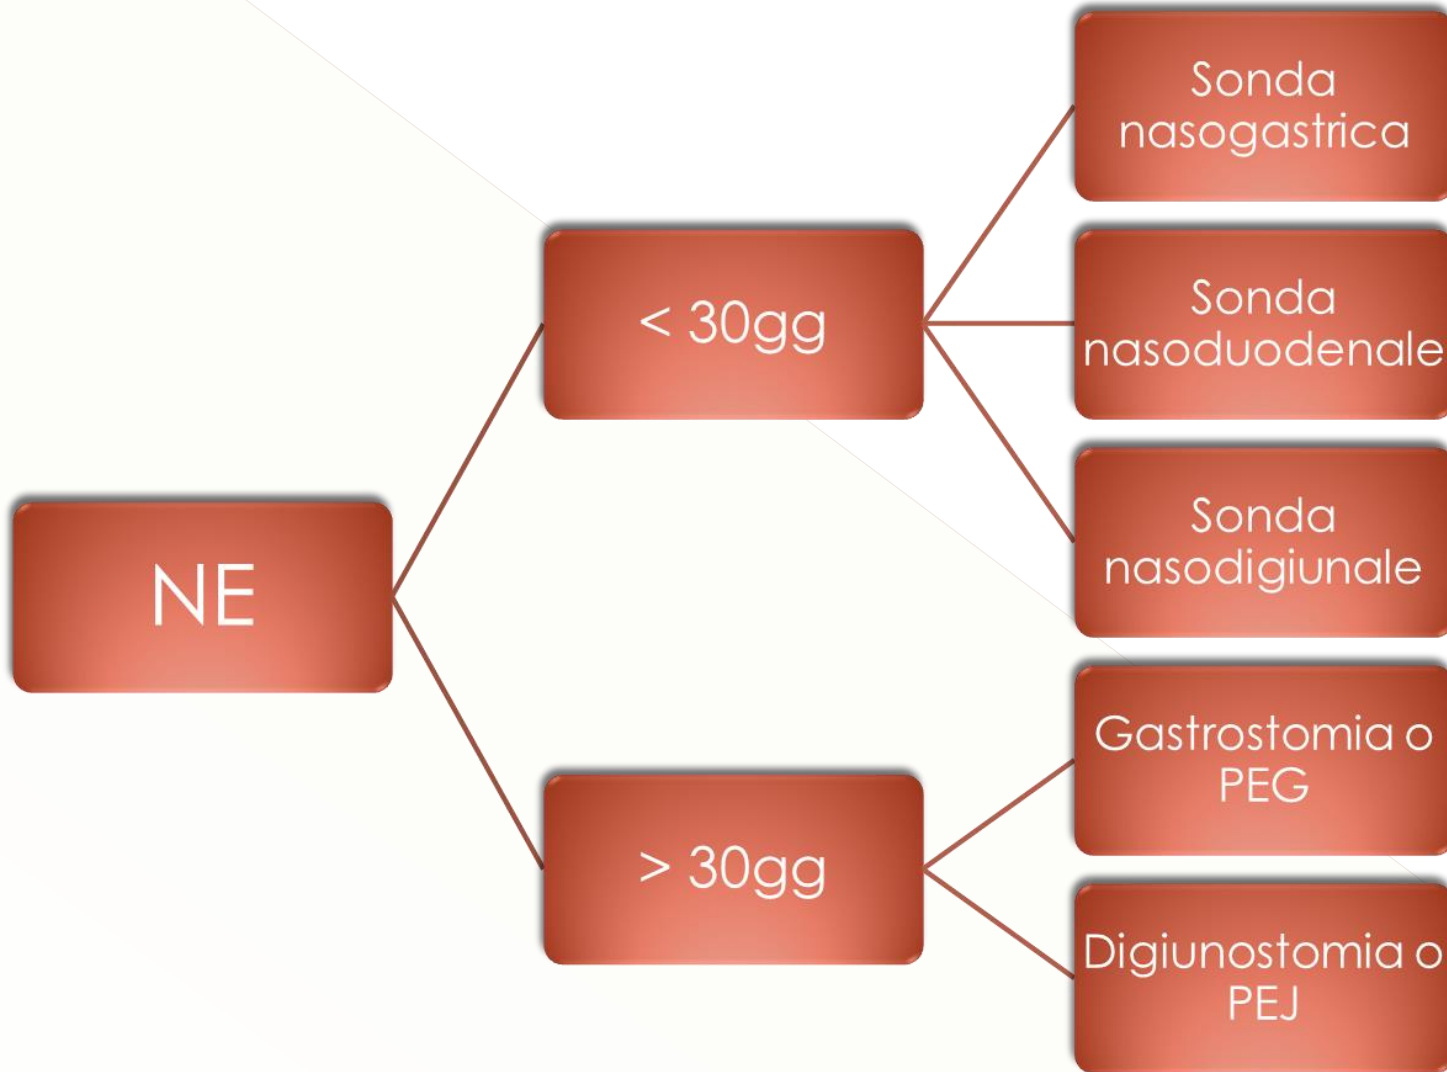 NE
< 30gg
Sonda
nasogastrica
Sonda
nasoduodenale
Sonda
nasodigiunale
> 30gg
Gastrostomia o
PEG
Digiunostomia o
PEJ